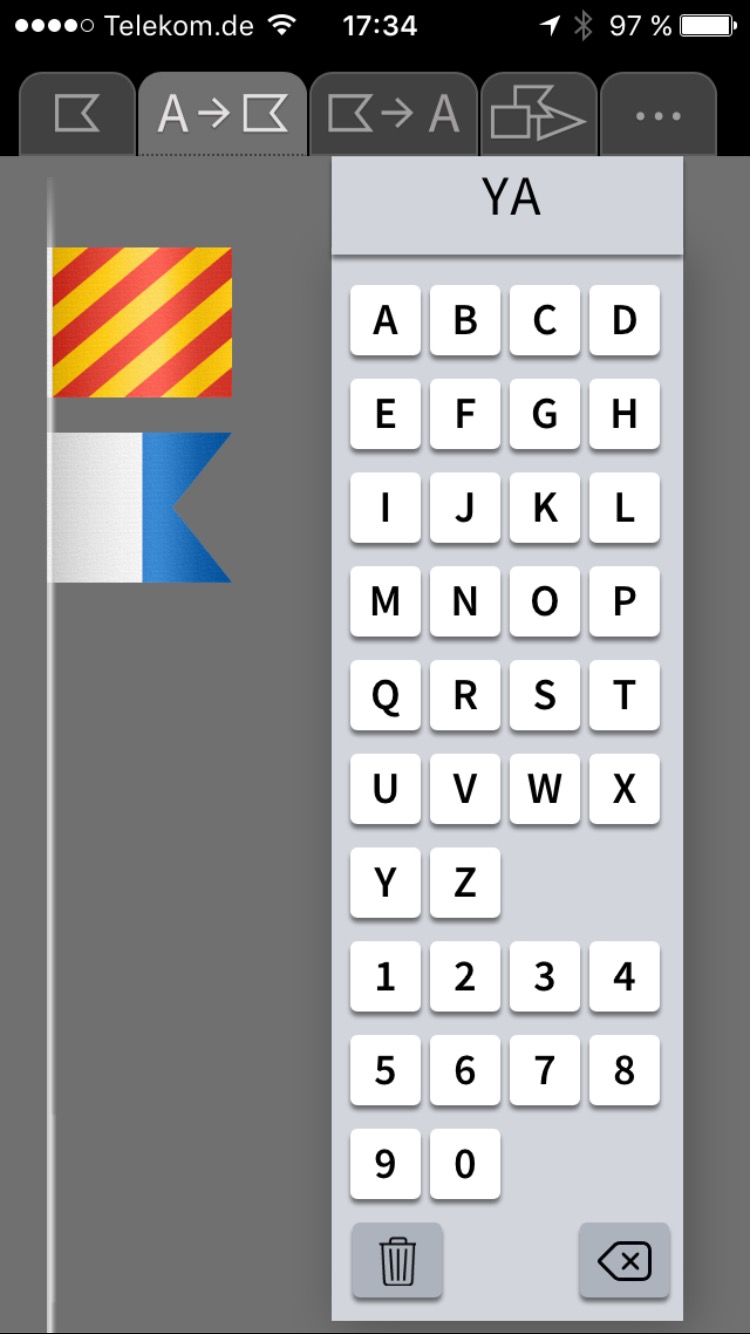 Telekom.de 17:34 97 %
A → → A ...
YA
A B C D
E F G H
I J K L
M N O P
Q R S T
U V W X
Y Z
1 2 3 4
5 6 7 8
9 0